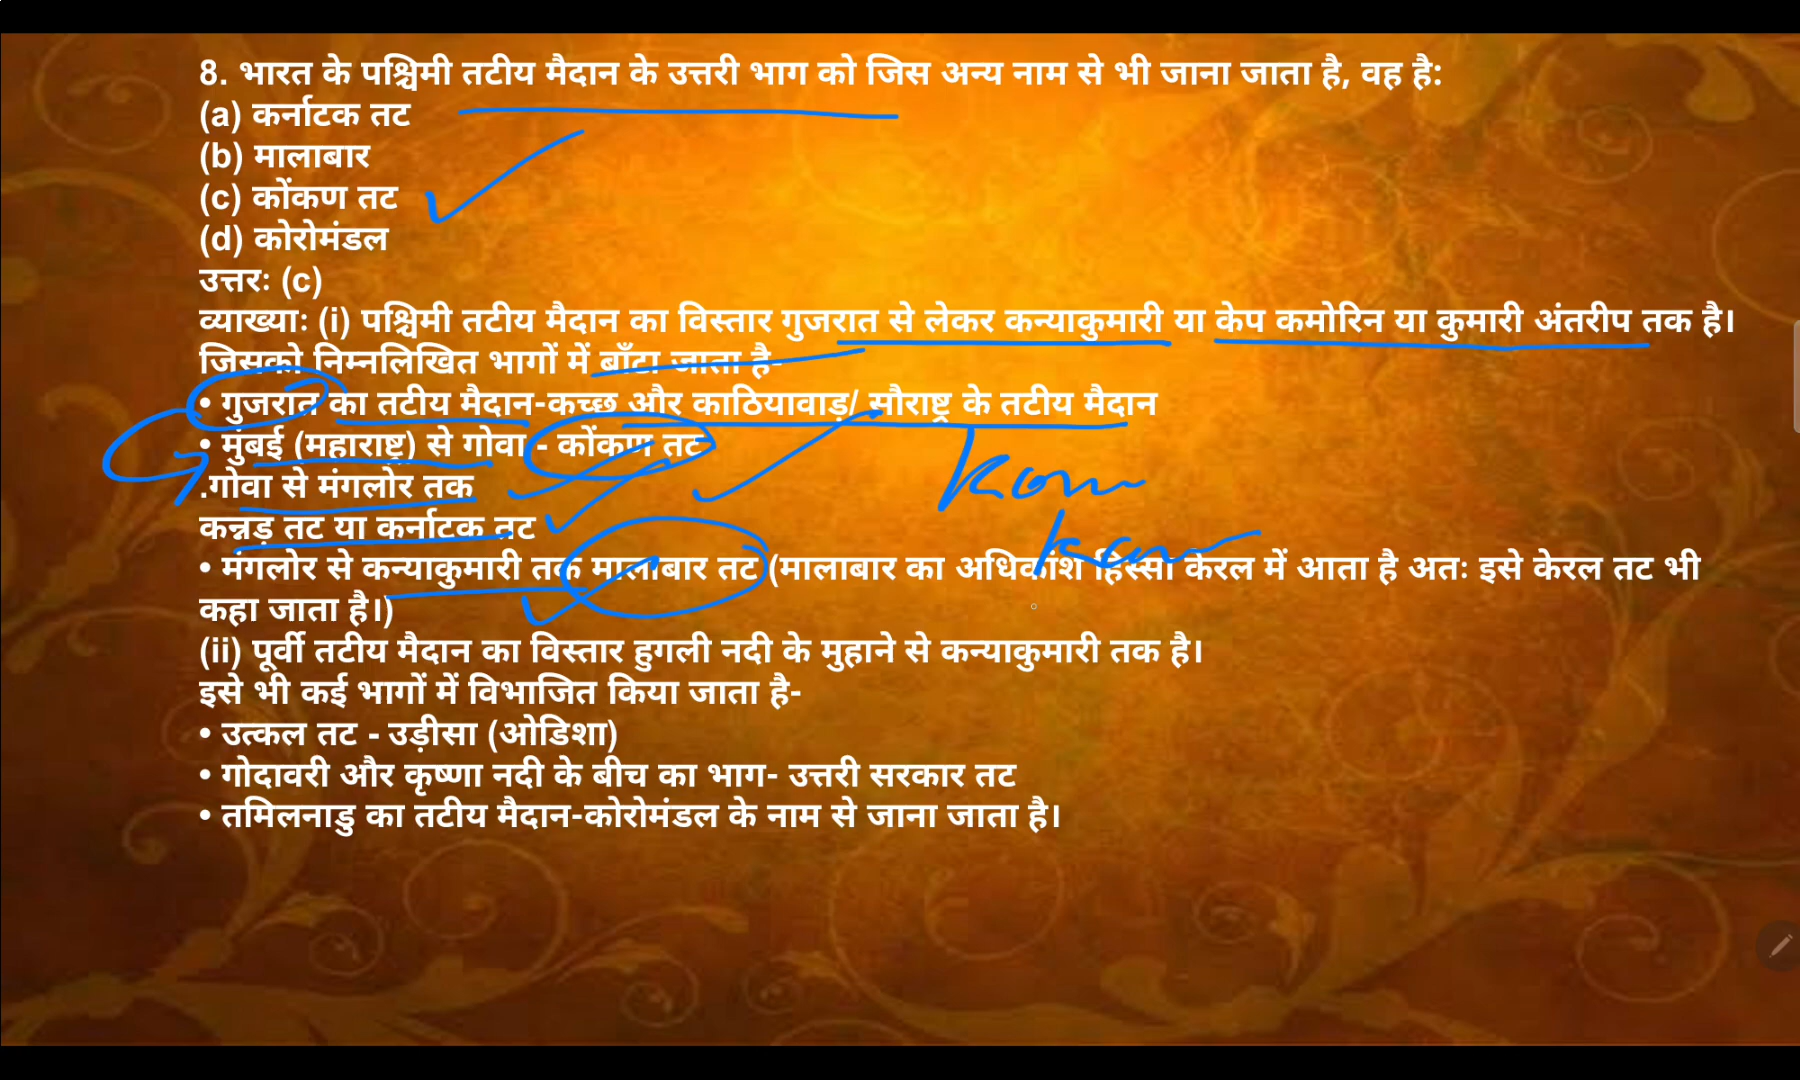 8. भारत के पश्चिमी तटीय मैदान के उत्तरी भाग को जिस अन्य नाम से भी जाना जाता है, वह है:
(a) कर्नाटक तट
(b) मालाबार
(c) कोंकण तट
(d) कोरोमंडल
उत्तरः (c)
व्याख्याः (i) पश्चिमी तटीय मैदान का विस्तार गुजरात से लेकर कन्याकुमारी या केप कमोरिन या कुमारी अंतरीप तक है।
जिसको निम्नलिखित भागों में बाँटा जाता है-
• गुजरात का तटीय मैदान-कच्छ और काठियावाड़/ सौराष्ट्र के तटीय मैदान
• मुंबई (महाराष्ट्र) से गोवा - कोंकण तट
.गोवा से मंगलोर तक
कन्नड़ तट या कर्नाटक तट
• मंगलोर से कन्याकुमारी तक मालाबार तट (मालाबार का अधिकांश हिस्सा केरल में आता है अतः इसे केरल तट भी
कहा जाता है।)
(ii) पूर्वी तटीय मैदान का विस्तार हुगली नदी के मुहाने से कन्याकुमारी तक है।
इसे भी कई भागों में विभाजित किया जाता है-
• उत्कल तट - उड़ीसा (ओडिशा)
• गोदावरी और कृष्णा नदी के बीच का भाग- उत्तरी सरकार तट
• तमिलनाडु का तटीय मैदान-कोरोमंडल के नाम से जाना जाता है।